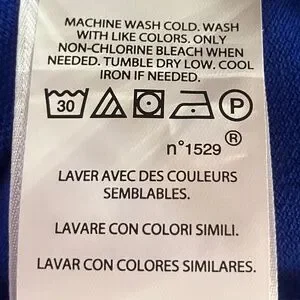 MACHINE WASH COLD. WASH
WITH LIKE COLORS. ONLY
NON-CHLORINE BLEACH WHEN
NEEDED. TUMBLE DRY LOW. COOL
IRON IF NEEDED.
30 P
n°1529 ®
LAVER AVEC DES COULEURS
SEMBLABLES.
LAVARE CON COLORI SIMILI.
LAVAR CON COLORES SIMILARES.